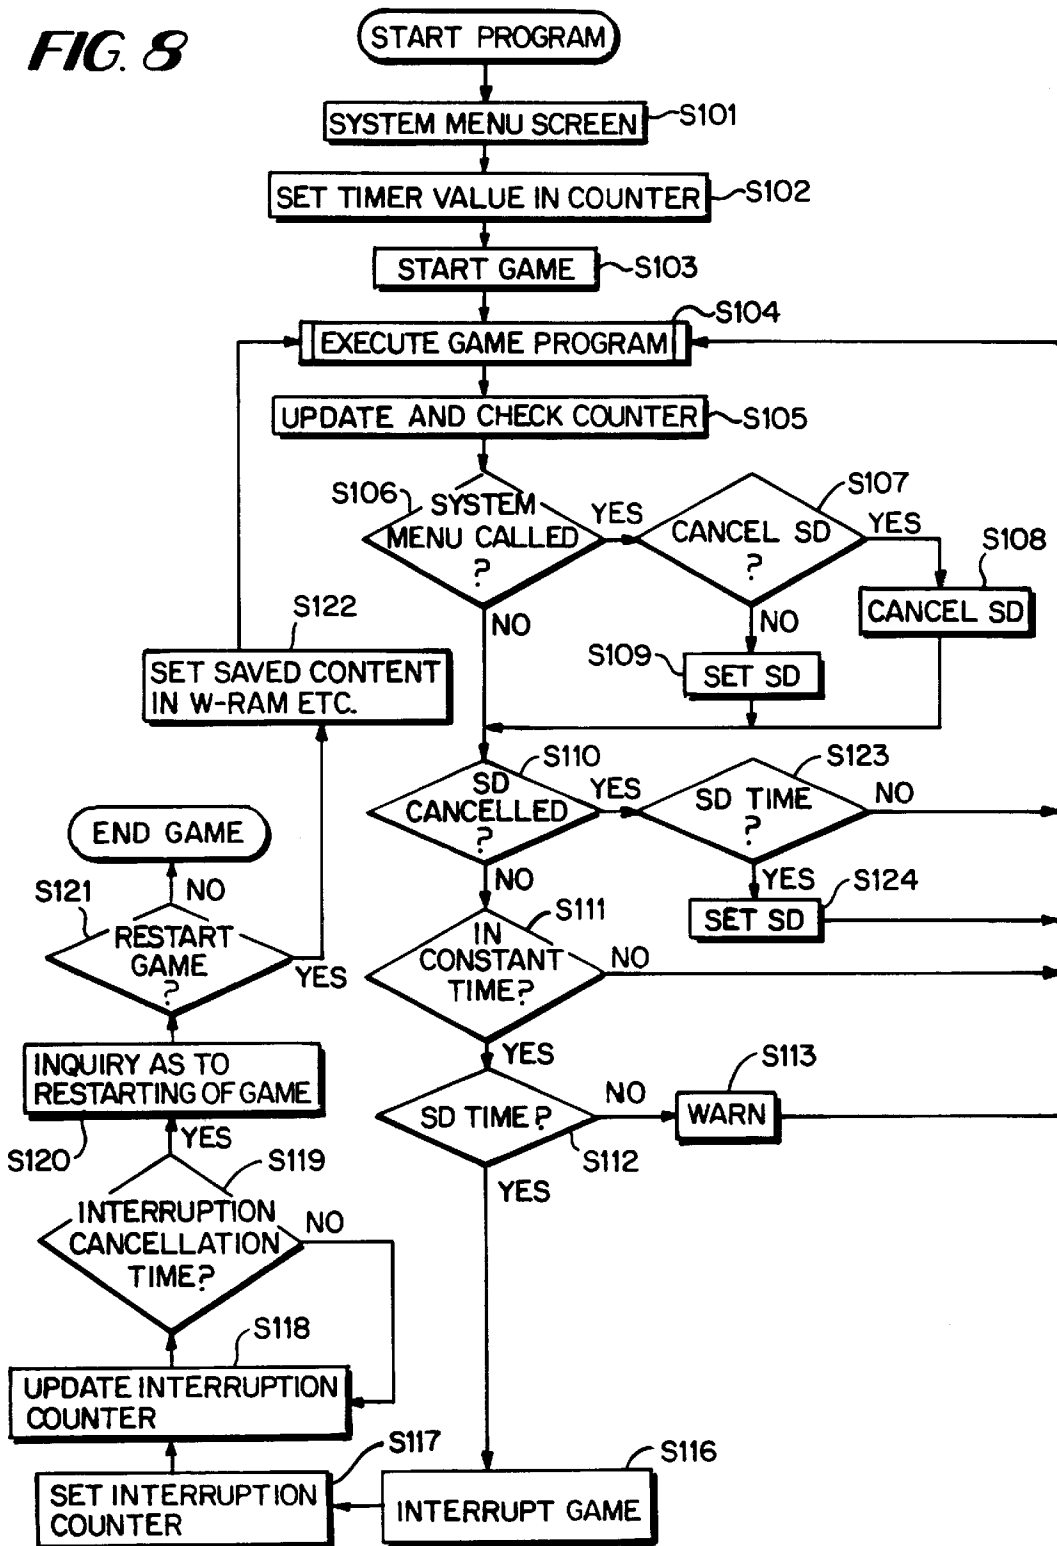 FIG. 8
START PROGRAM
SYSTEM MENU SCREEN
S101
SET TIMER VALUE IN COUNTER
S102
START GAME
S103
S104
EXECUTE GAME PROGRAM
UPDATE AND CHECK COUNTER
S105
S106
SYSTEM
MENU CALLED
?
YES
NO
S107
CANCEL SD
?
YES
NO
S108
CANCEL SD
S109
SET SD
S122
SET SAVED CONTENT
IN W-RAM ETC.
S110
SD
CANCELLED
?
YES
NO
S123
SD TIME
?
NO
YES
S124
SET SD
END GAME
NO
S121
RESTART
GAME
?
YES
S111
IN
CONSTANT
TIME?
NO
YES
INQUIRY AS TO
RESTARTING OF GAME
S120
YES
SD TIME?
S112
NO
YES
S113
WARN
S119
INTERRUPTION
CANCELLATION
TIME?
NO
S118
UPDATE INTERRUPTION
COUNTER
S117
SET INTERRUPTION
COUNTER
S116
INTERRUPT GAME